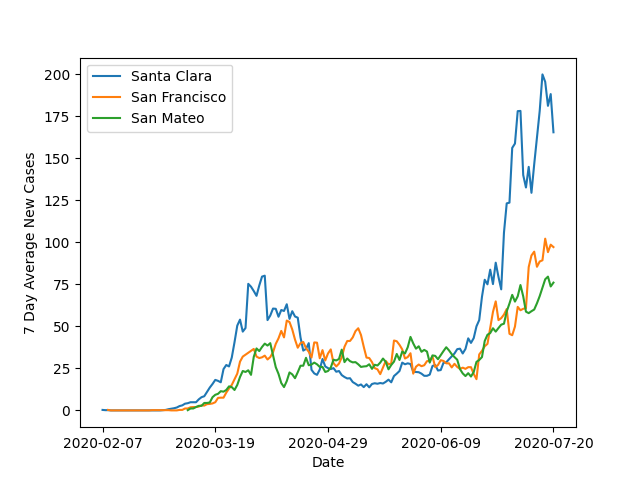 Santa Clara
San Francisco
San Mateo
7 Day Average New Cases
200
175
150
125
100
75
50
25
0
2020-02-07 2020-03-19 2020-04-29 2020-06-09 2020-07-20
Date